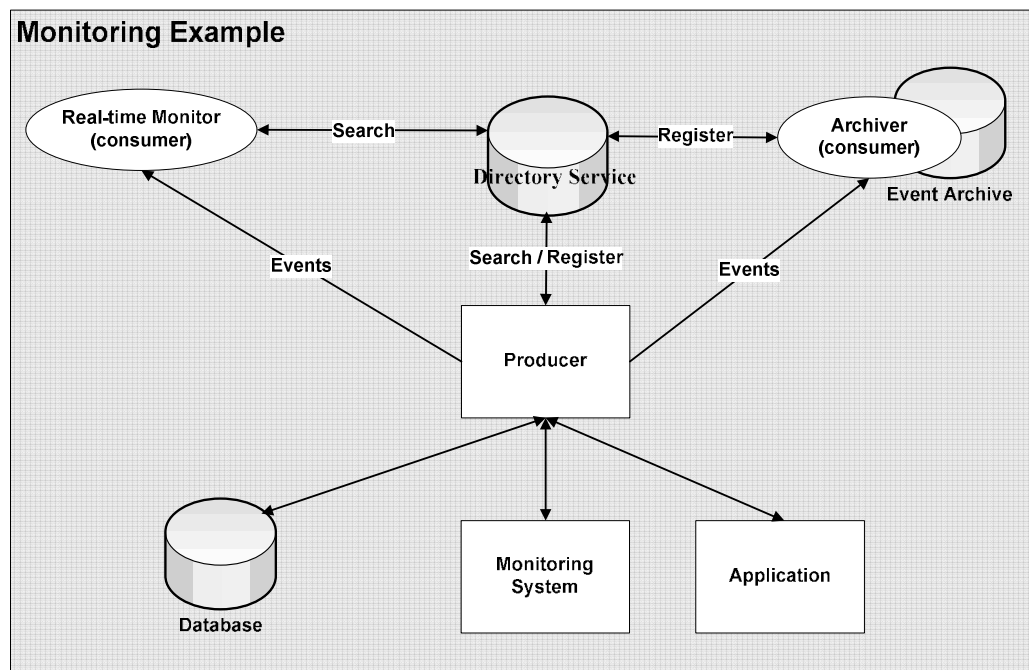 Monitoring Example
Real-time Monitor
(consumer)
Search
Directory Service
Register
Archiver
(consumer)
Event Archive
Events
Search / Register
Events
Producer
Database
Monitoring
System
Application